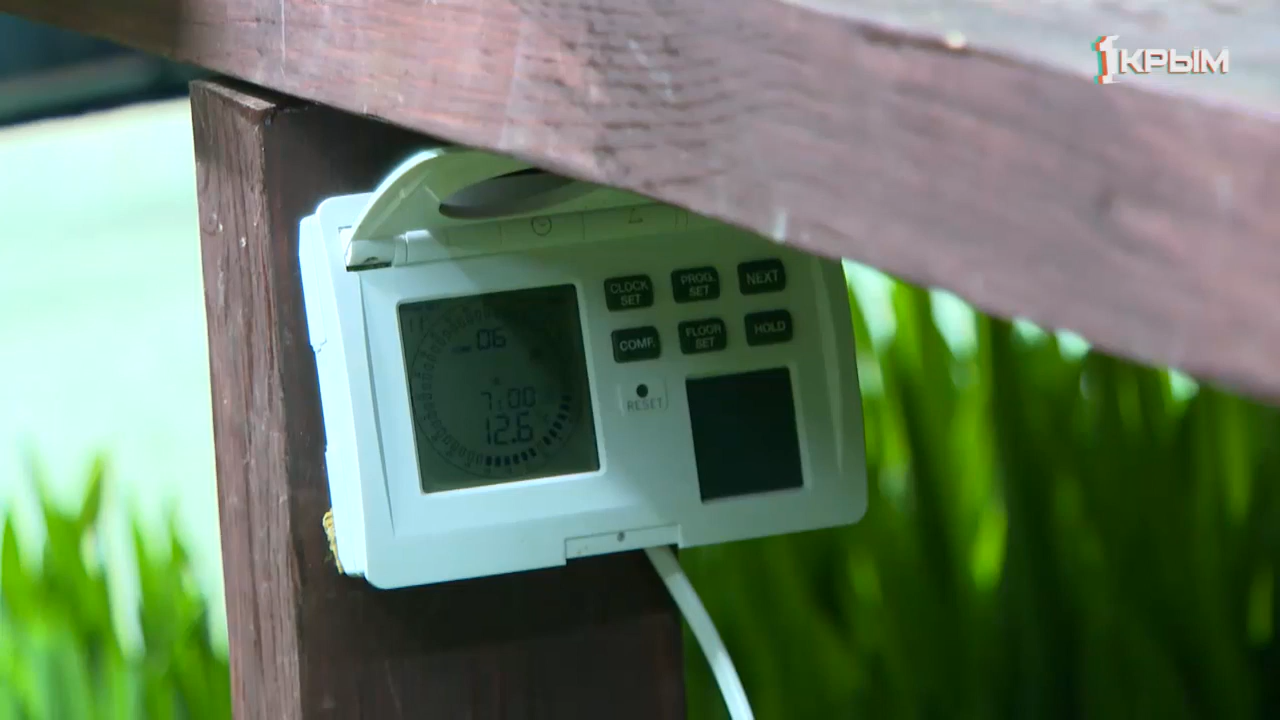 1КРЫМ
CLOCK SET
PROG. SET
NEXT
COMF.
FLOOR SET
HOLD
RESET
06
7:00
12.6